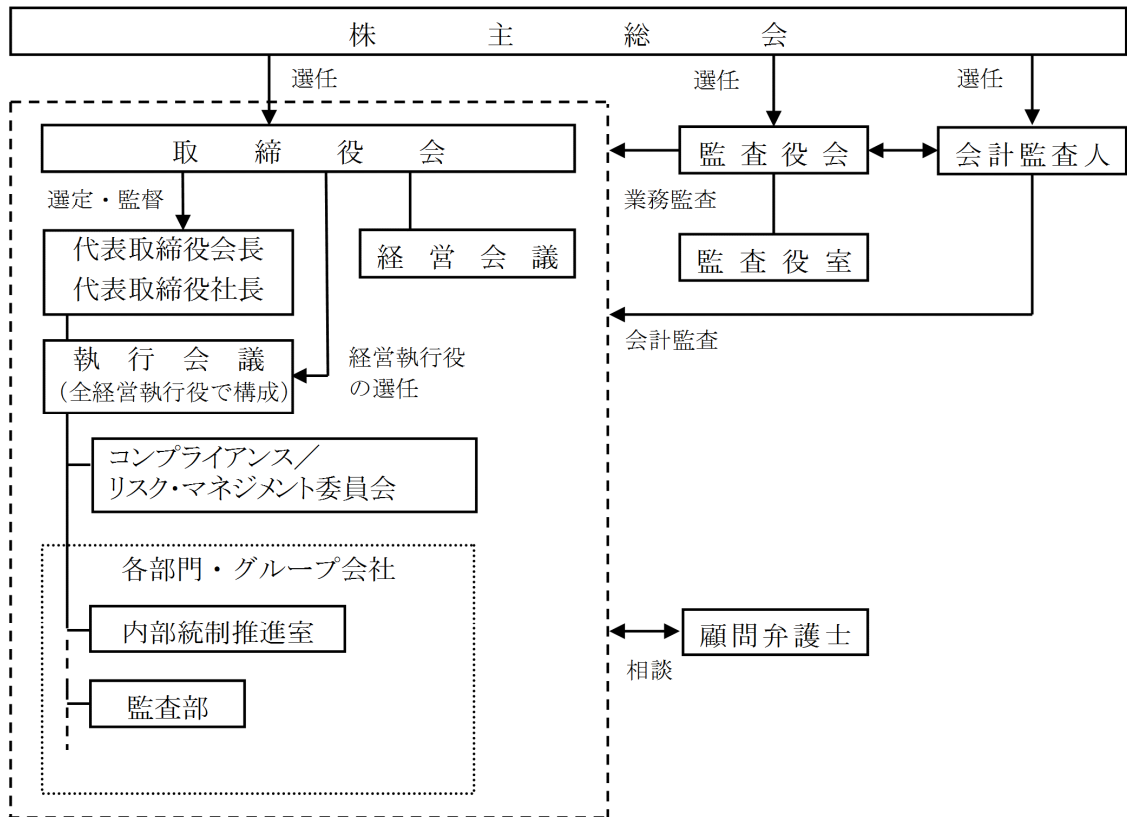 株主総会
選任
選任
選任
取締役会
監査役会
会計監査人
選定・監督
業務監査
代表取締役会長
代表取締役社長
経営会議
監査役室
会計監査
執行会議
(全経営執行役で構成)
経営執行役
の選任
コンプライアンス／
リスク・マネジメント委員会
各部門・グループ会社
内部統制推進室
顧問弁護士
相談
監査部